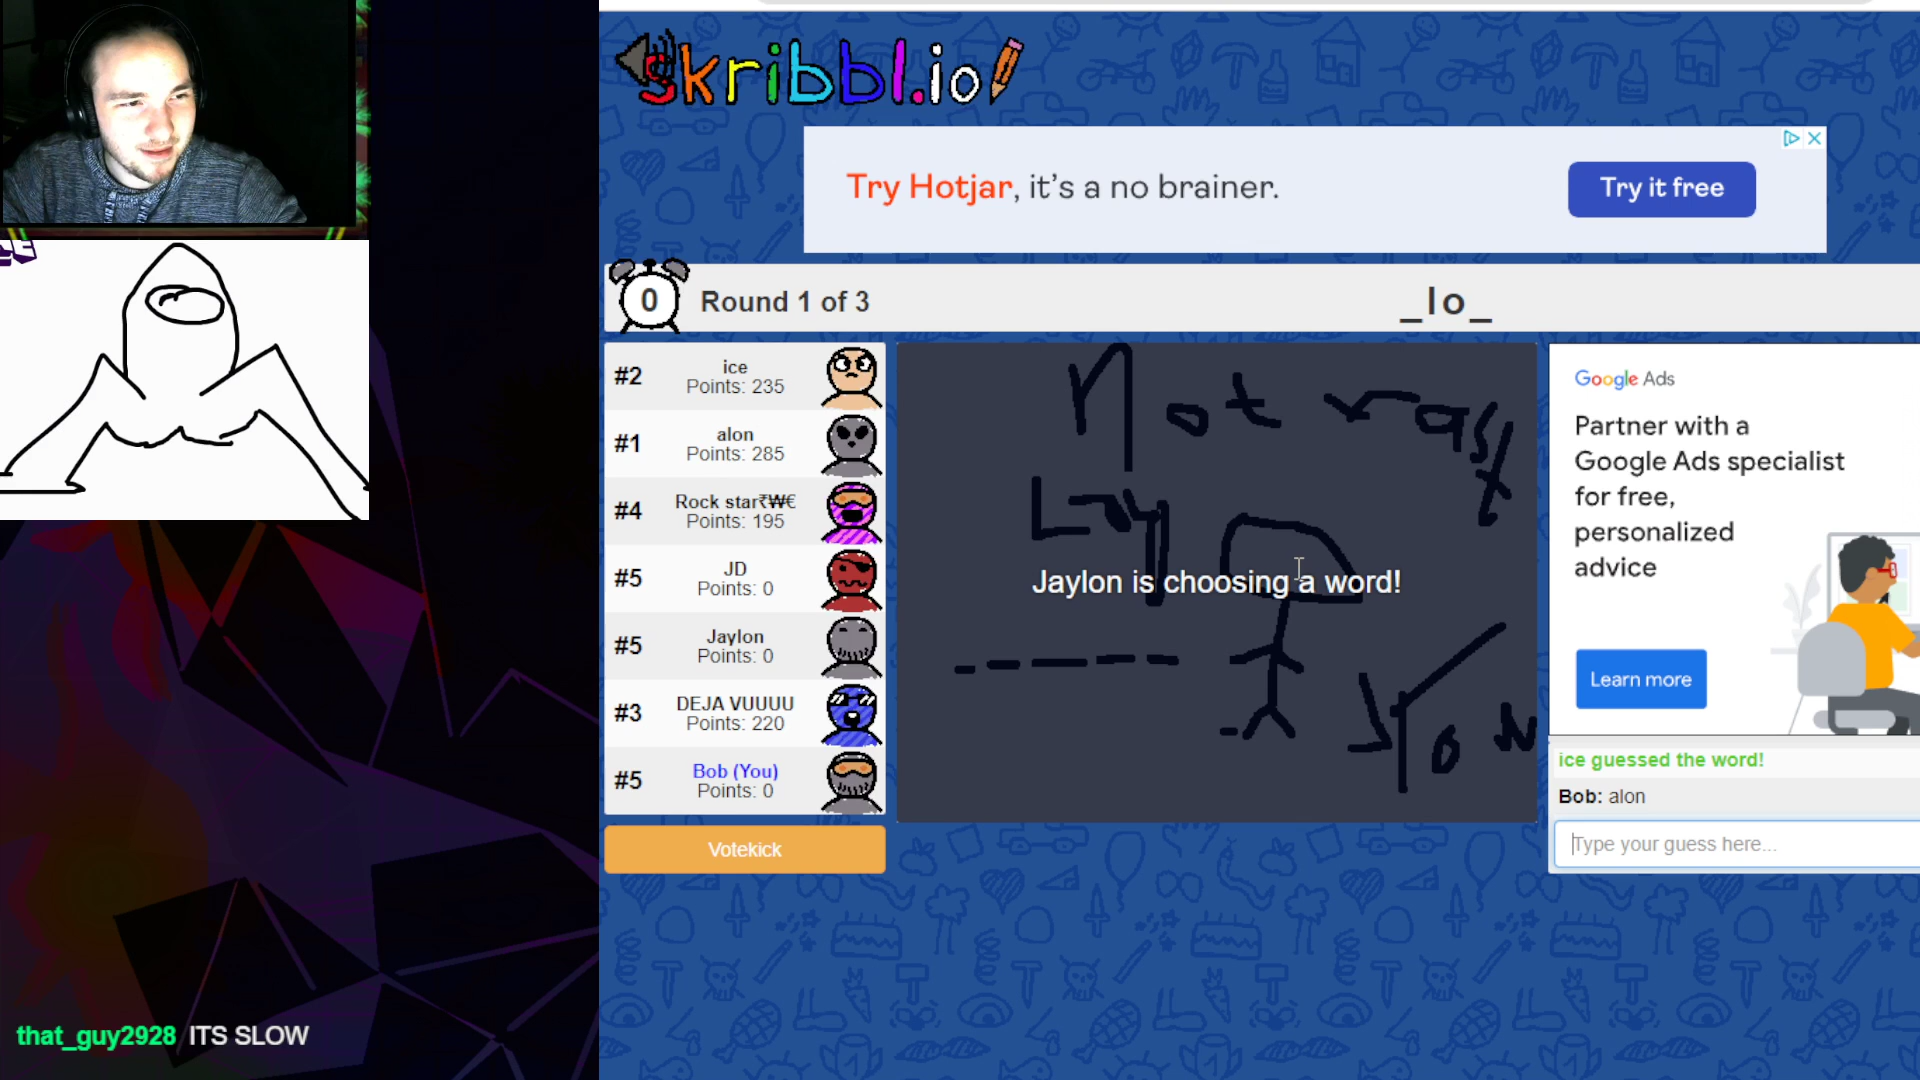 skribbl.io
Try Hotjar, it's a no brainer.
Try it free
0
Round 1 of 3
_lo_
#2 ice
Points: 235
#1 alon
Points: 285
#4 Rock star₹₩€
Points: 195
#5 JD
Points: 0
#5 Jaylon
Points: 0
#3 DEJA VUUUU
Points: 220
#5 Bob (You)
Points: 0
Votekick
Not
Jaylon is choosing a word!
Google Ads
Partner with a
Google Ads specialist
for free,
personalized
advice
Learn more
ice guessed the word!
Bob: alon
Type your guess here...
that_guy2928 ITS SLOW